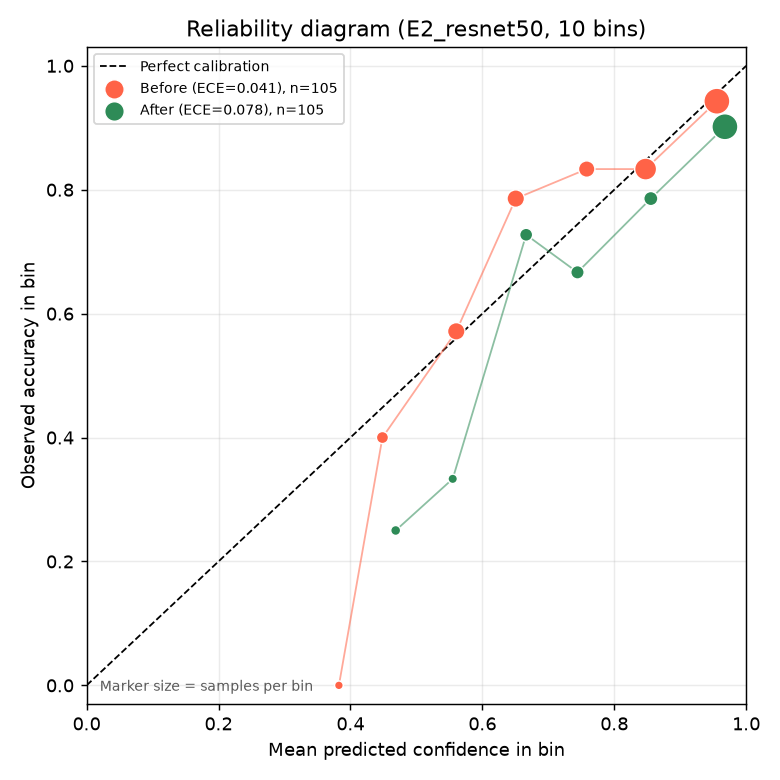 Reliability diagram (E2_resnet50, 10 bins)
Perfect calibration
Before (ECE=0.041), n=105
After (ECE=0.078), n=105
Observed accuracy in bin
1.0
0.8
0.6
0.4
0.2
0.0
Marker size = samples per bin
0.0 0.2 0.4 0.6 0.8 1.0
Mean predicted confidence in bin